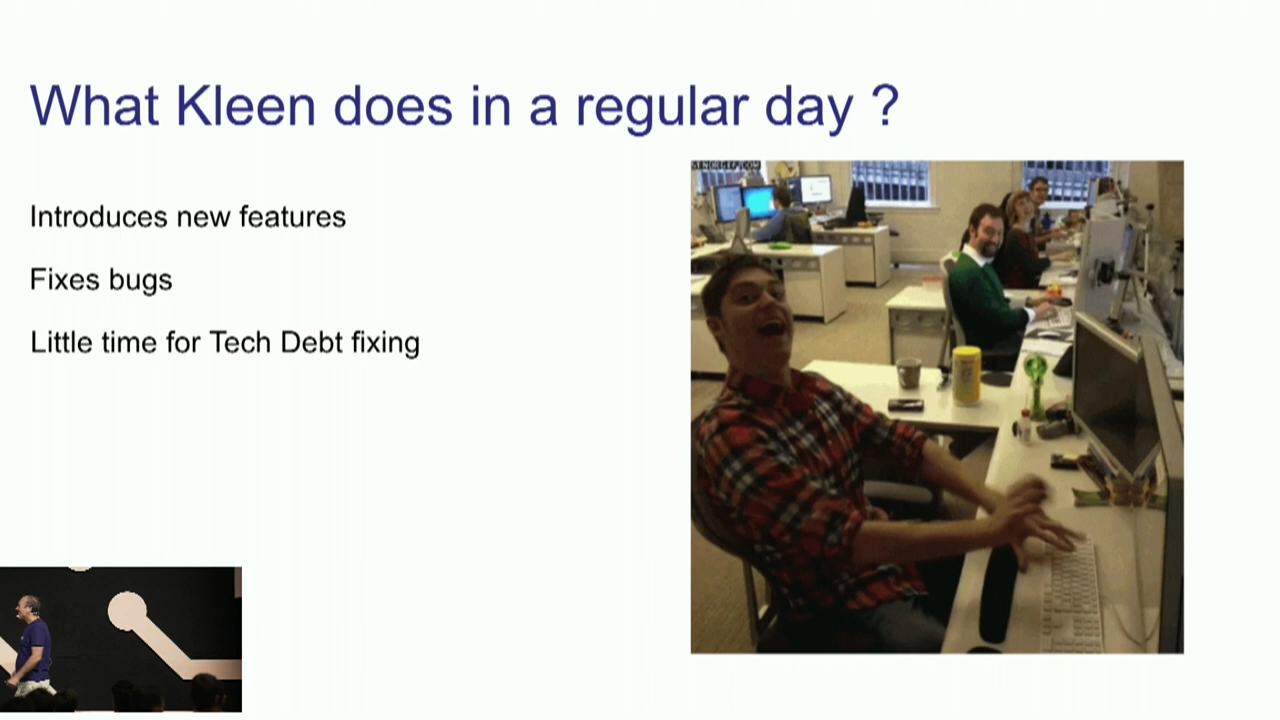 What Kleen does in a regular day ?
Introduces new features
Fixes bugs
Little time for Tech Debt fixing